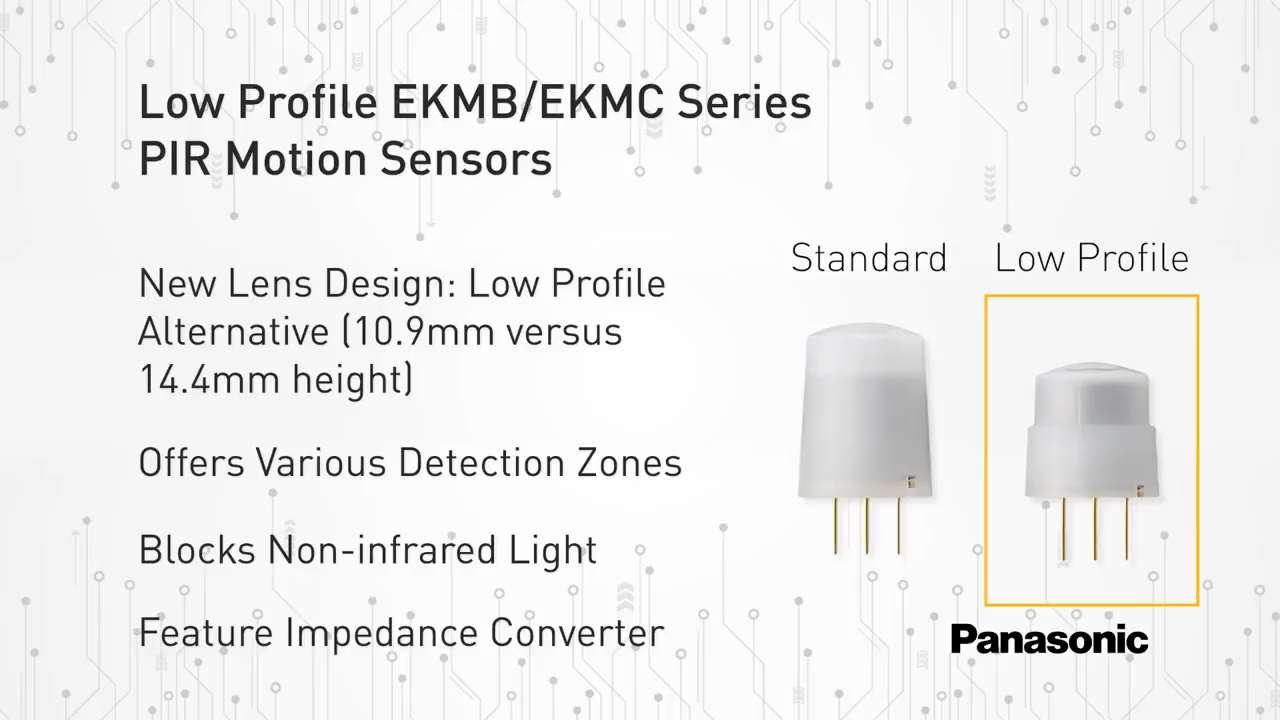 Low Profile EKMB/EKMC Series
PIR Motion Sensors
New Lens Design: Low Profile
Alternative (10.9mm versus
14.4mm height)
Offers Various Detection Zones
Blocks Non-infrared Light
Feature Impedance Converter
Standard
Low Profile
Panasonic